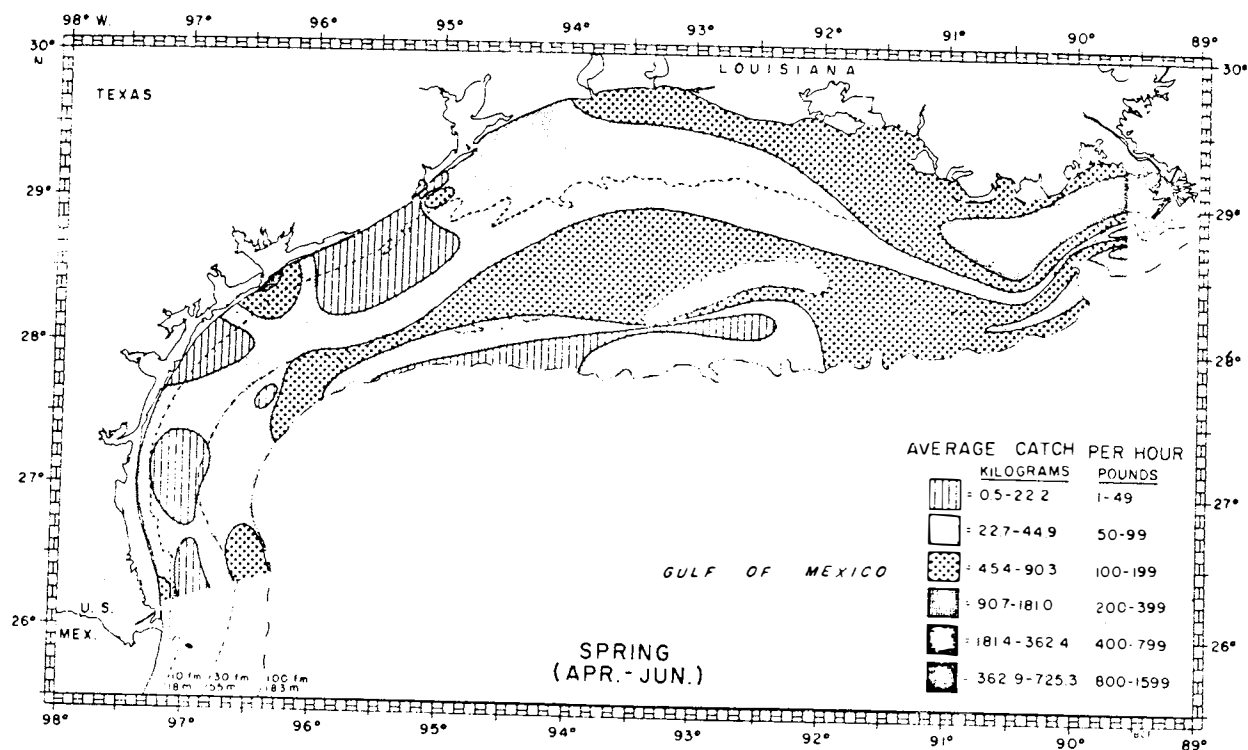 98° W. 97° 96° 95° 94° 93° 92° 91° 90° 89°
30° N
30°
TEXAS
LOUISIANA
29°
29°
28°
28°
AVERAGE CATCH PER HOUR
KILOGRAMS POUNDS
= 0.5-22.2 1-49
27°
= 22.7-44.9 50-99
27°
= 45.4-90.3 100-199
GULF OF MEXICO
= 90.7-181.0 200-399
26°
U.S.
MEX.
= 181.4-362.4 400-799
26°
= 362.9-725.3 800-1599
SPRING
(APR.-JUN.)
10 fm 30 fm 100 fm
18 m 55 m 183 m
98° 97° 96° 95° 94° 93° 92° 91° 90° 89°